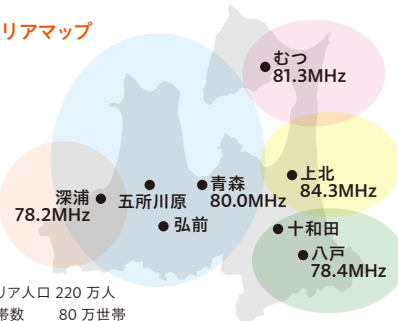 リアマップ
むつ
81.3MHz
上北
84.3MHz
青森
80.0MHz
五所川原
弘前
深浦
78.2MHz
十和田
八戸
78.4MHz
リア人口 220 万人
帯数 80 万世帯